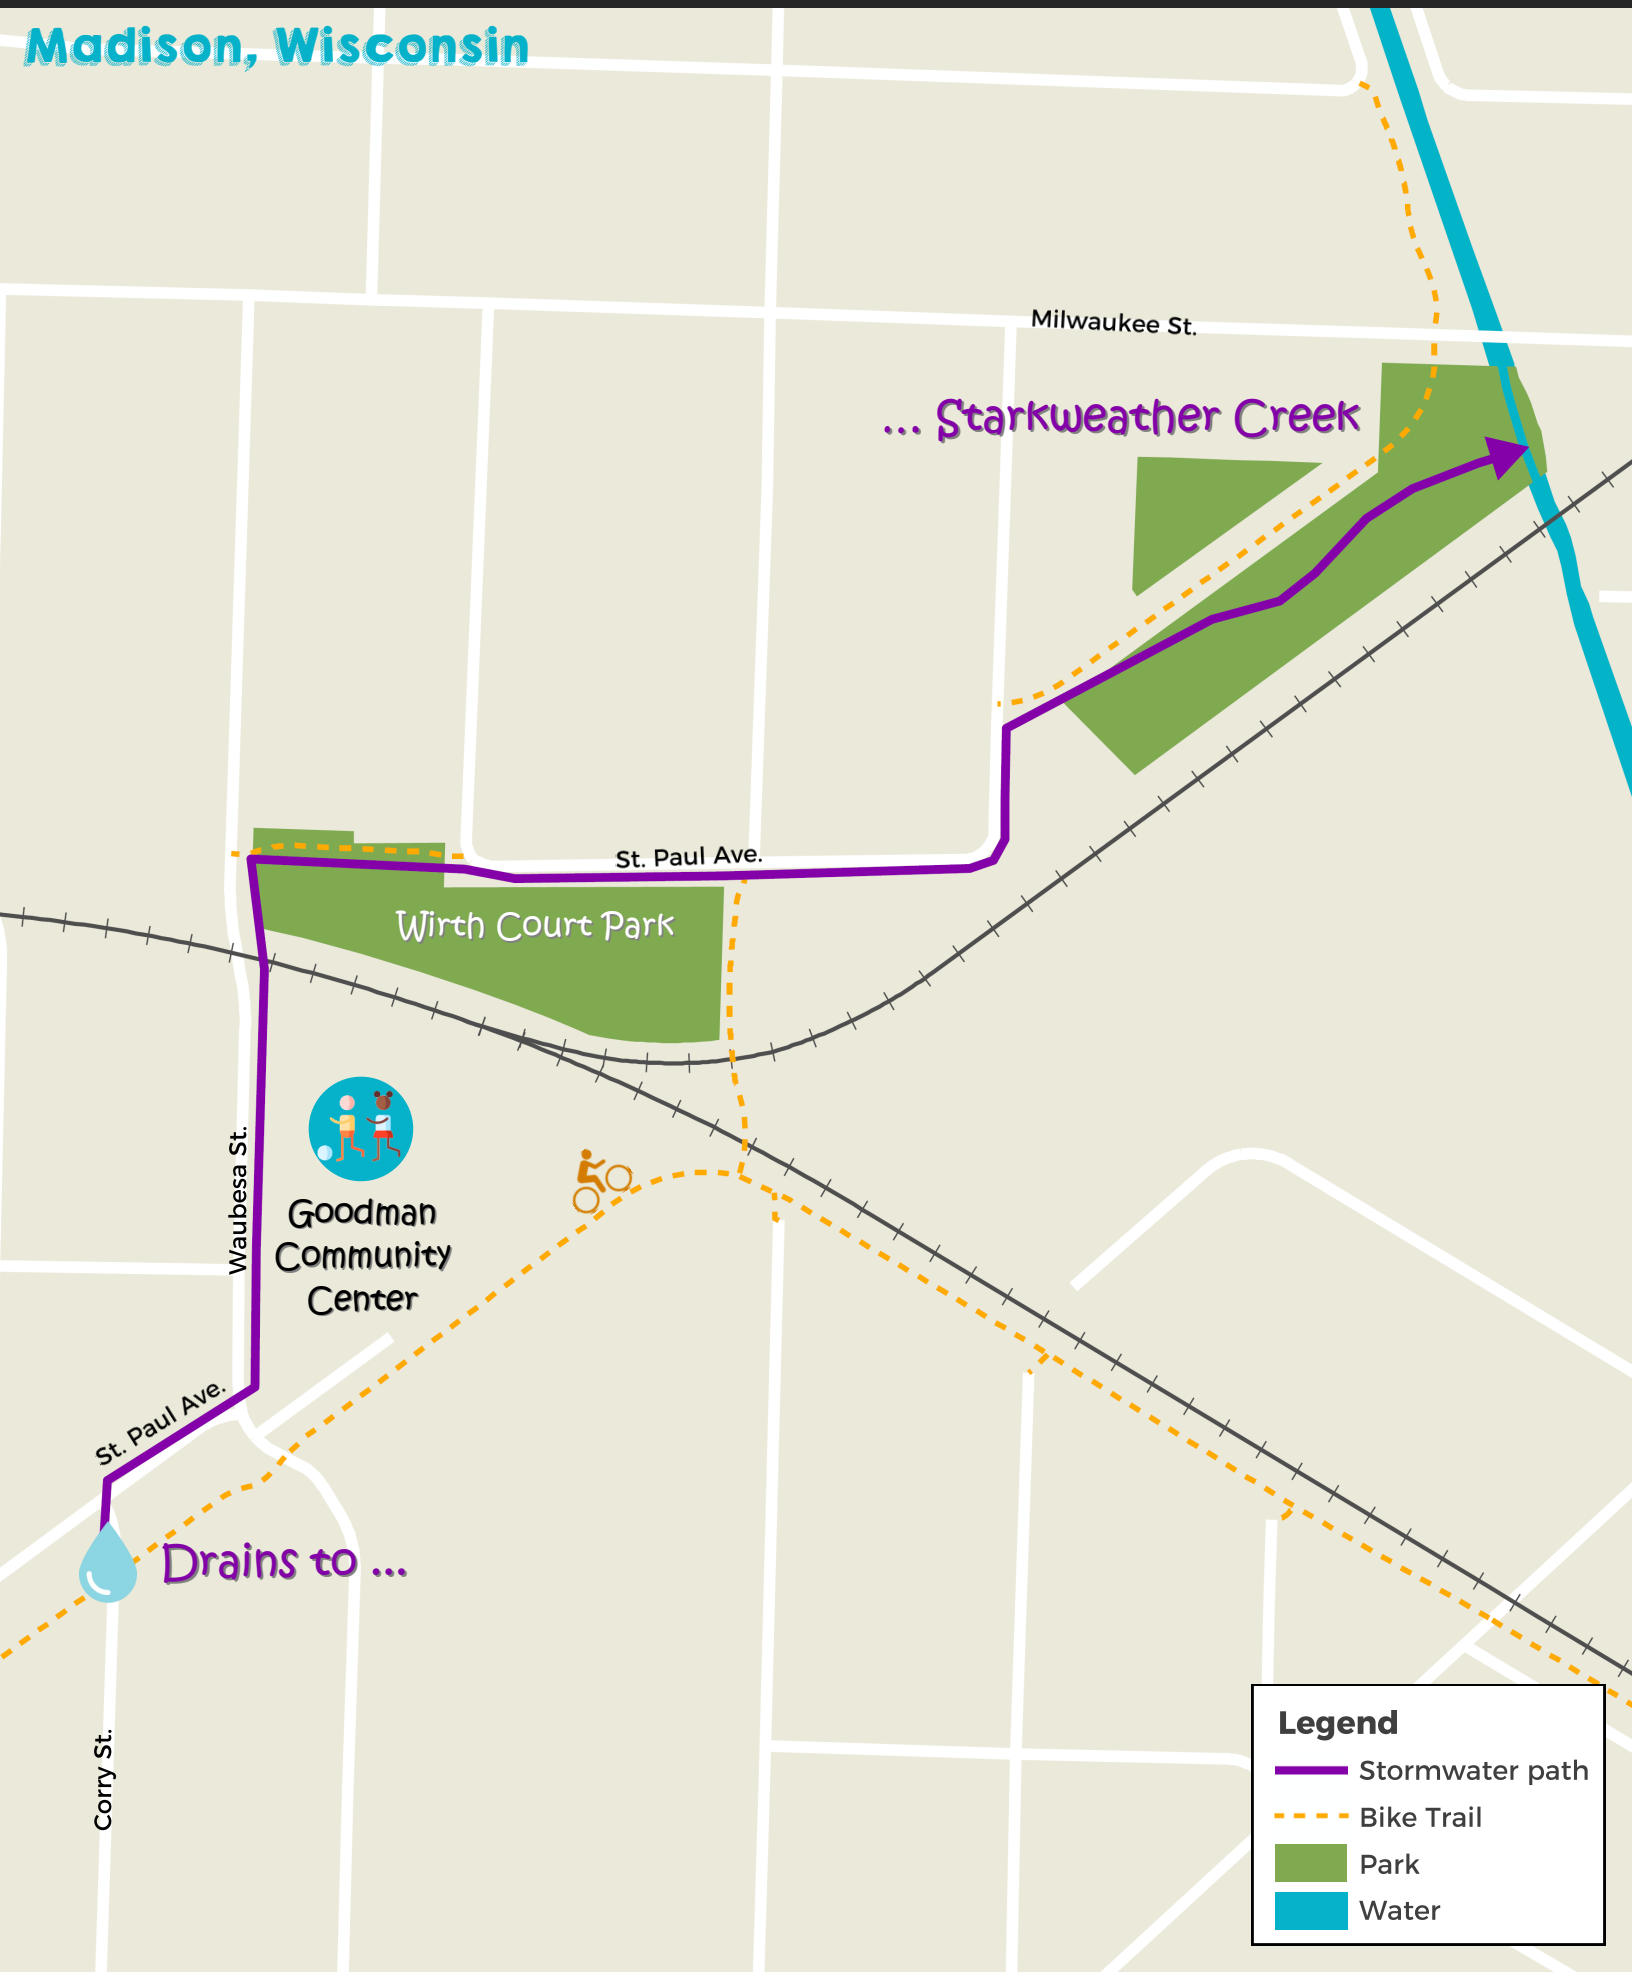 Madison, Wisconsin
Milwaukee St.
... Starkweather Creek
St. Paul Ave.
Wirth Court Park
Waubesa St.
Goodman
Community
Center
St. Paul Ave.
Drains to ...
Corry St.
Legend
Stormwater path
Bike Trail
Park
Water